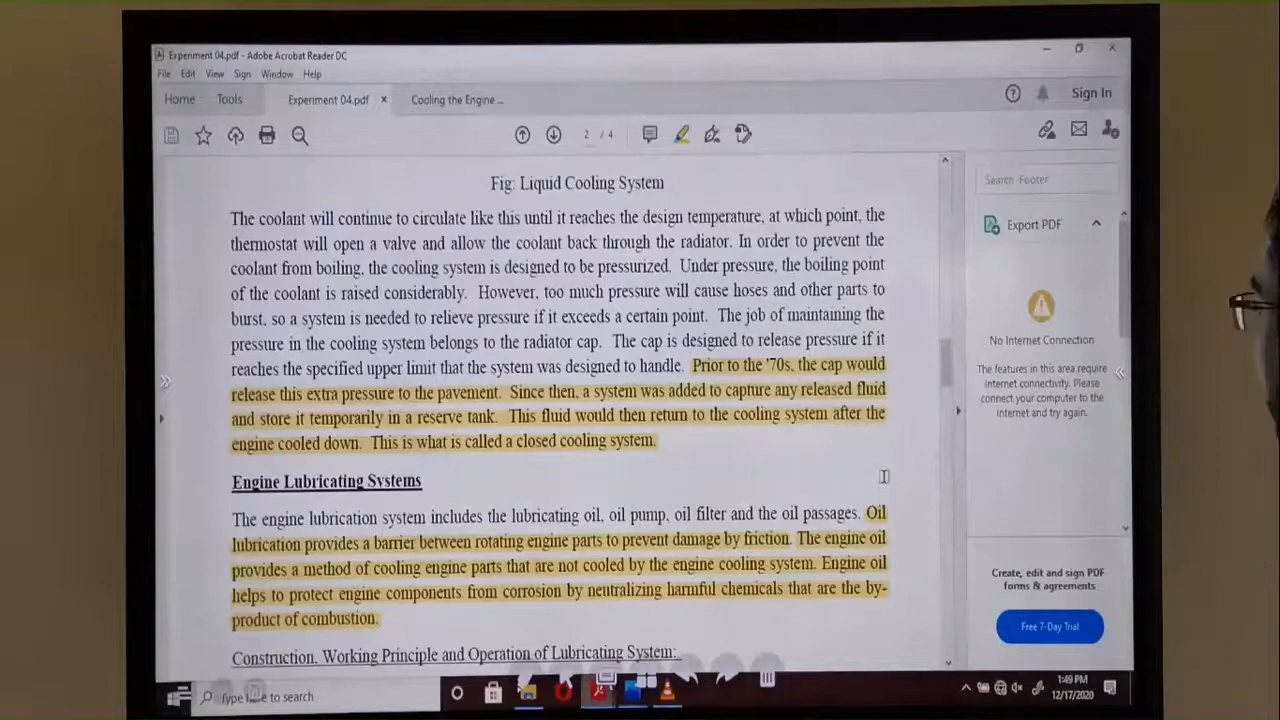 Experiment 04.pdf - Adobe Acrobat Reader DC
File Edit View Sign Window Help
Home Tools Experiment 04.pdf × Cooling the Engine ...
Sign In
2 / 4
Fig: Liquid Cooling System
The coolant will continue to circulate like this until it reaches the design temperature, at which point, the
thermostat will open a valve and allow the coolant back through the radiator. In order to prevent the
coolant from boiling, the cooling system is designed to be pressurized. Under pressure, the boiling point
of the coolant is raised considerably. However, too much pressure will cause hoses and other parts to
burst, so a system is needed to relieve pressure if it exceeds a certain point. The job of maintaining the
pressure in the cooling system belongs to the radiator cap. The cap is designed to release pressure if it
reaches the specified upper limit that the system was designed to handle. Prior to the '70s, the cap would
release this extra pressure to the pavement. Since then, a system was added to capture any released fluid
and store it temporarily in a reserve tank. This fluid would then return to the cooling system after the
engine cooled down. This is what is called a closed cooling system.
Engine Lubricating Systems
The engine lubrication system includes the lubricating oil, oil pump, oil filter and the oil passages. Oil
lubrication provides a barrier between rotating engine parts to prevent damage by friction. The engine oil
provides a method of cooling engine parts that are not cooled by the engine cooling system. Engine oil
helps to protect engine components from corrosion by neutralizing harmful chemicals that are the by-
product of combustion.
Construction, Working Principle and Operation of Lubricating System:
Search 'Footer'
Export PDF
No Internet Connection
The features in this area require
internet connectivity. Please
connect your computer to the
internet and try again.
Create, edit and sign PDF
forms & agreements
Free 7-Day Trial
Type here to search
1:49 PM
12/17/2020